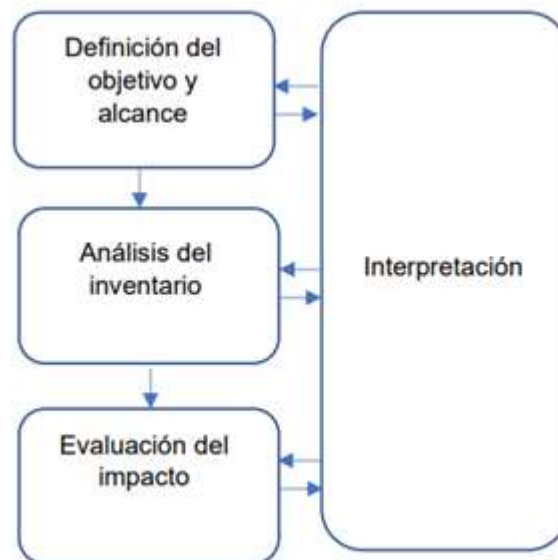 Definición del
objetivo y
alcance
Análisis del
inventario
Interpretación
Evaluación del
impacto